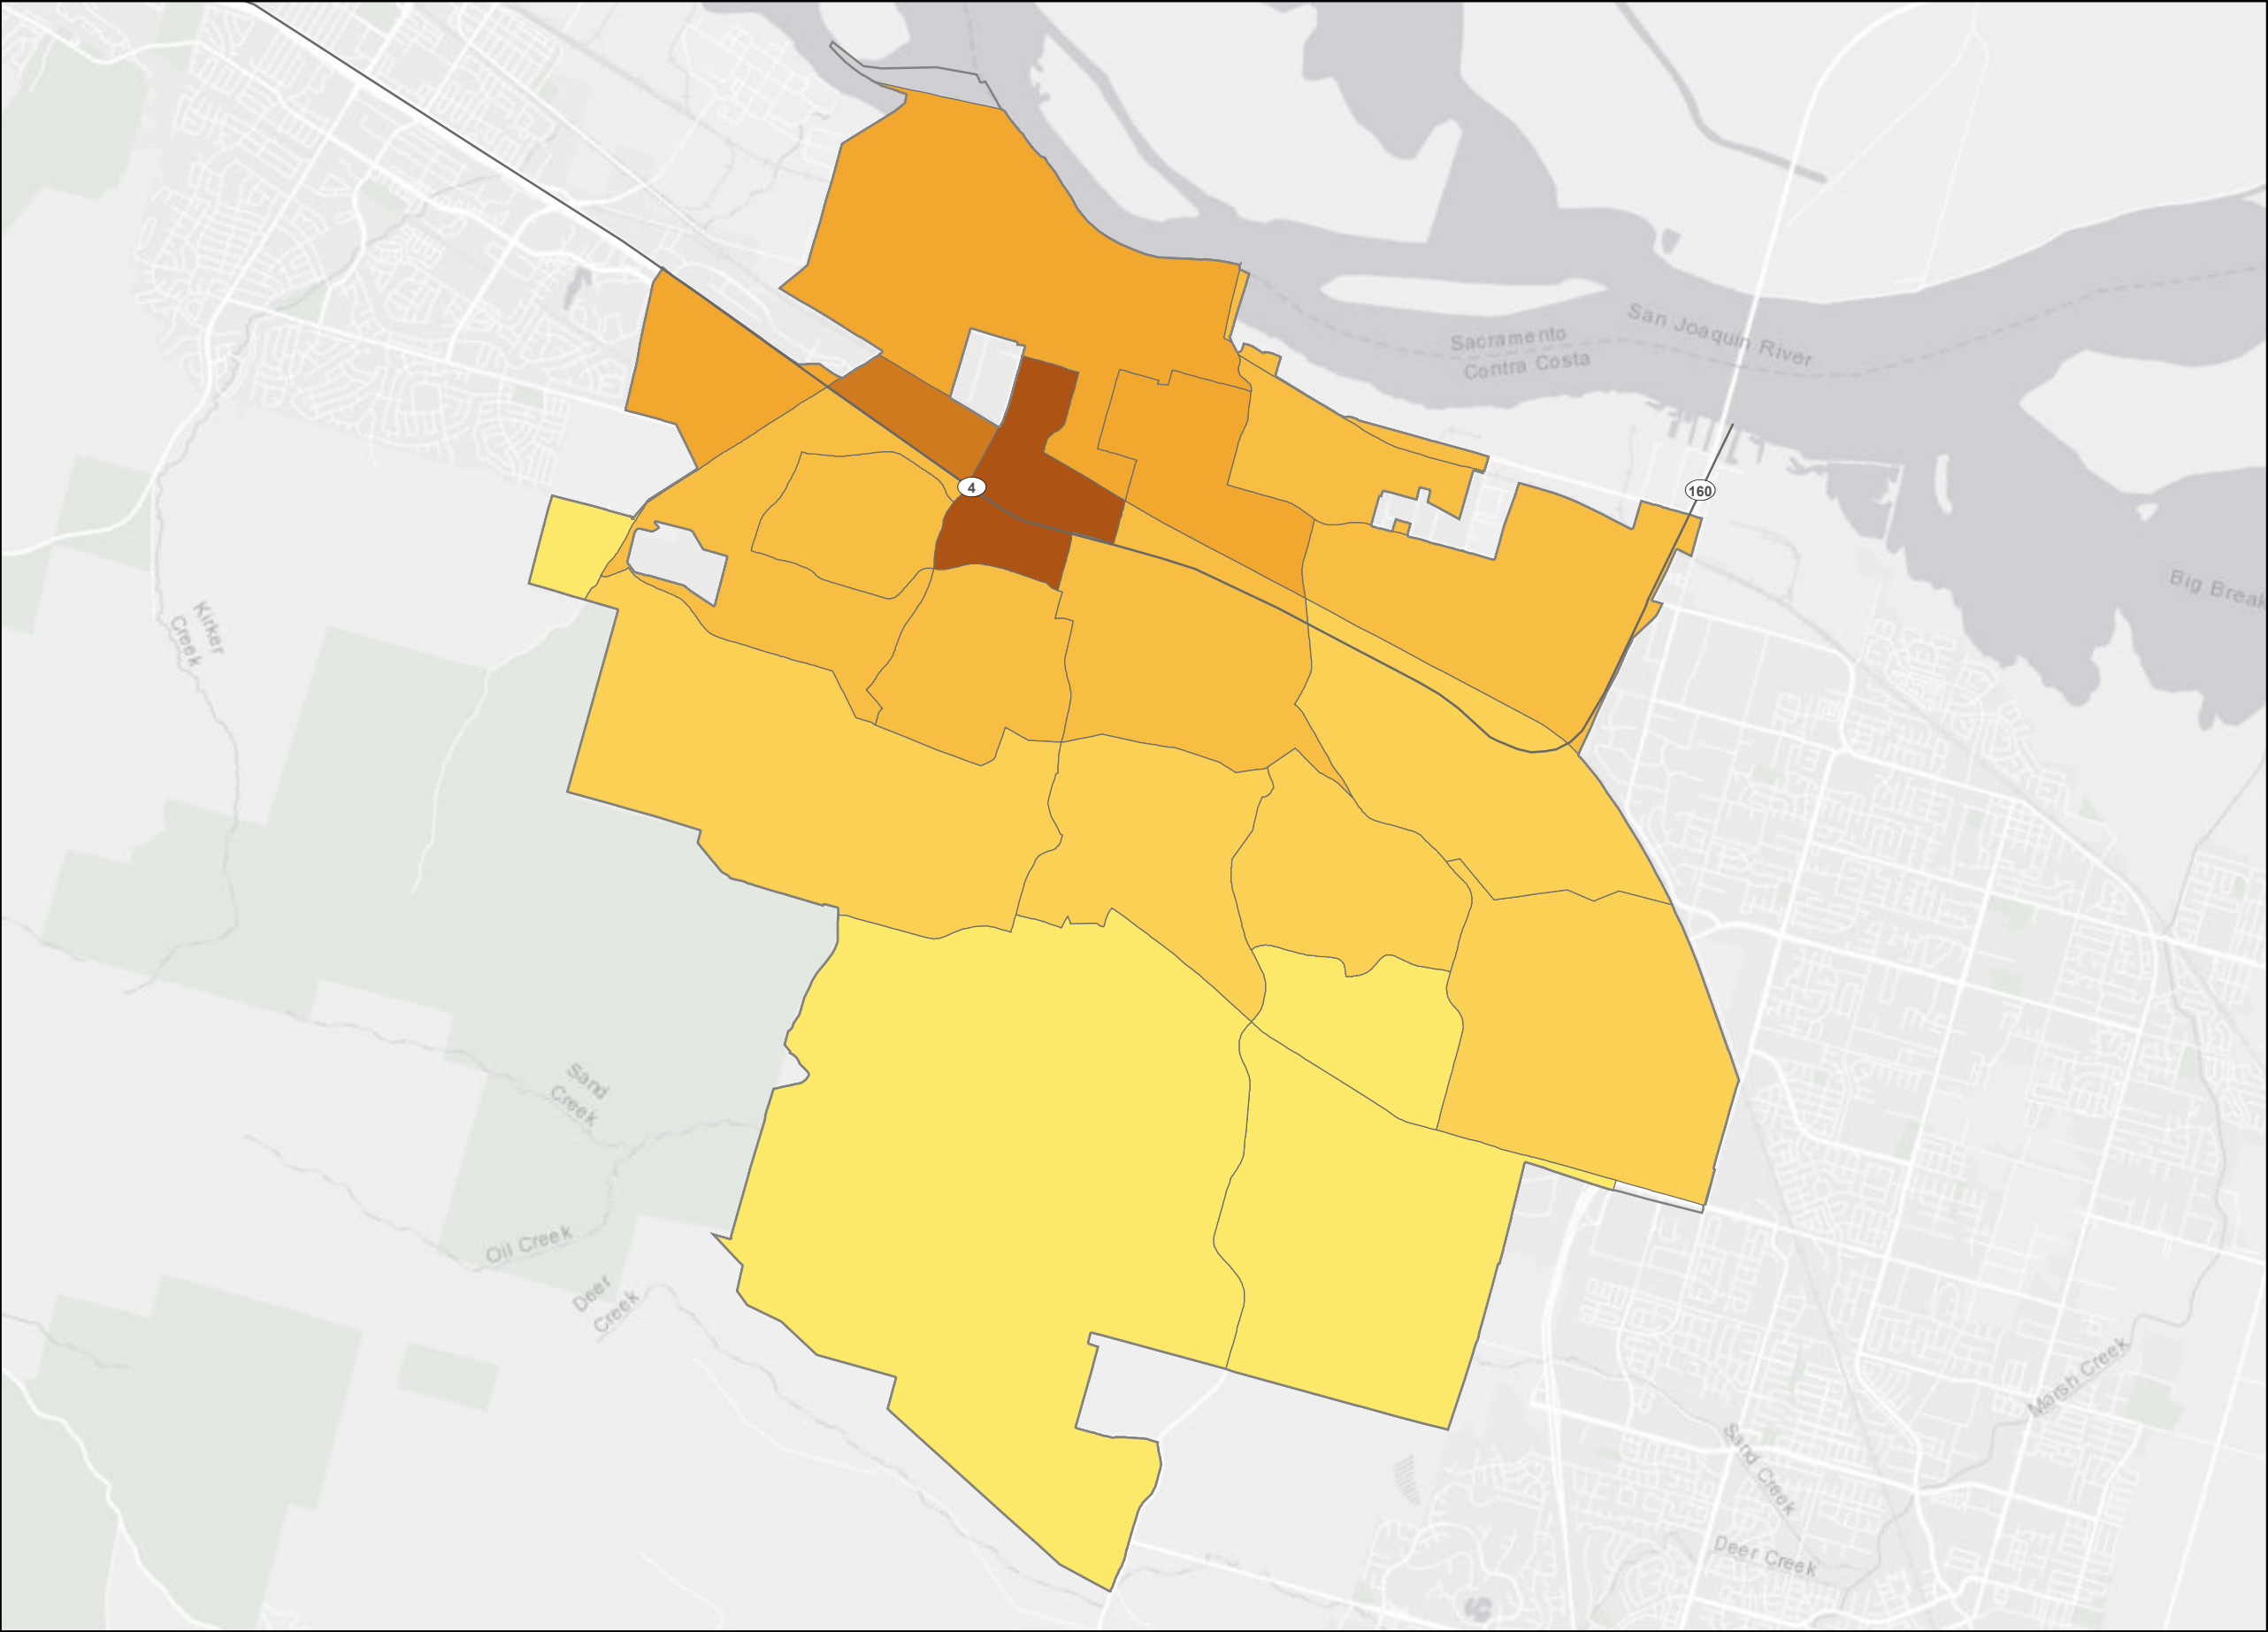 San Joaquin River
Sacramento
Contra Costa
4
160
Big Break
Kirker
Creek
Sand
Creek
Oil Creek
Deer
Creek
Marsh Creek
Sand Creek
Deer Creek